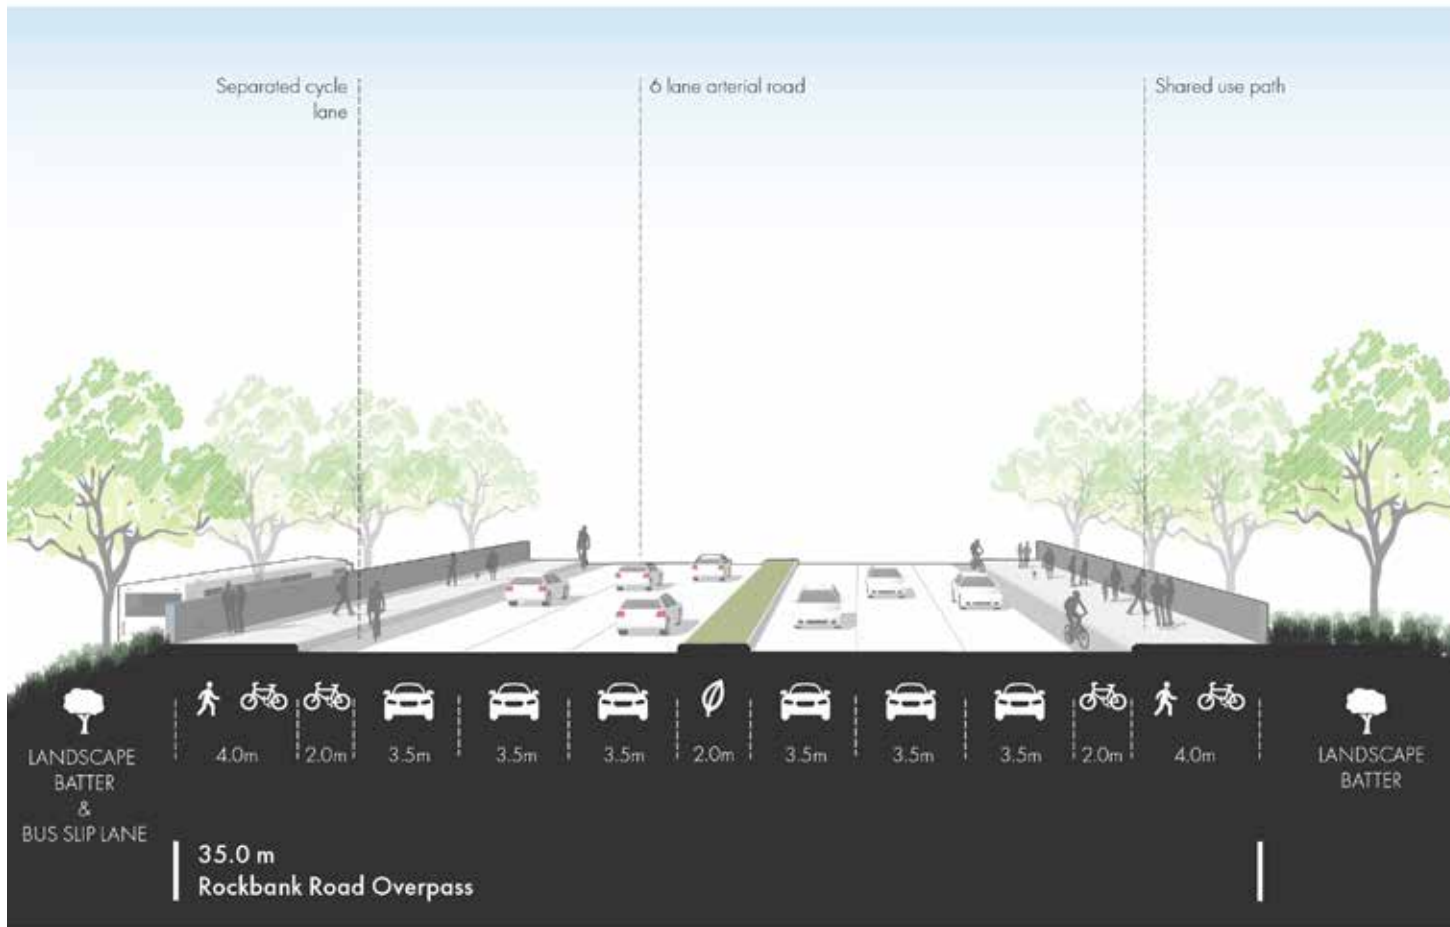 Separated cycle
lane
6 lane arterial road
Shared use path
4.0m
2.0m
3.5m
3.5m
3.5m
2.0m
3.5m
3.5m
3.5m
2.0m
4.0m
LANDSCAPE
BATTER
&
BUS SLIP LANE
LANDSCAPE
BATTER
35.0 m
Rockbank Road Overpass